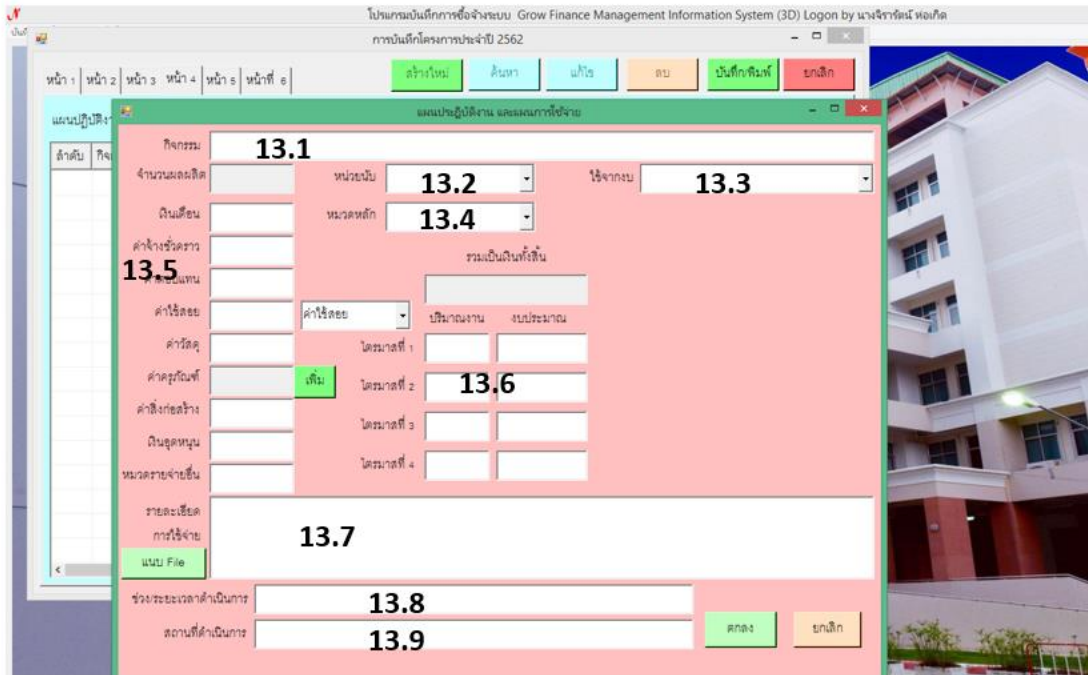 โปรแกรมบันทึกการซื้อจ้างระบบ Grow Finance Management Information System (3D) Logon by นางจิรารัตน์ ห่อเกิด
การบันทึกโครงการประจำปี 2562
หน้า 1 หน้า 2 หน้า 3 หน้า 4 หน้า 5 หน้าที่ 6
สร้างใหม่ ค้นหา แก้ไข ลบ บันทึก/พิมพ์ ยกเลิก
แผนปฏิบัติงาน และแผนการใช้จ่าย
ลำดับ
กิจกรรม 13.1
จำนวนผลผลิต หน่วยนับ 13.2 ใช้จากงบ 13.3
เงินเดือน หมวดหลัก 13.4
ค่าจ้างชั่วคราว
13.5
รวมเป็นเงินทั้งสิ้น
ค่าใช้สอย ค่าใช้สอย ปริมาณงาน งบประมาณ
ค่าวัสดุ ไตรมาสที่ 1
ค่าครุภัณฑ์ เพิ่ม ไตรมาสที่ 2 13.6
ค่าสิ่งก่อสร้าง ไตรมาสที่ 3
เงินอุดหนุน
หมวดรายจ่ายอื่น ไตรมาสที่ 4
รายละเอียด
การใช้จ่าย 13.7
แนบ File
ช่วง/ระยะเวลาดำเนินการ 13.8
สถานที่ดำเนินการ 13.9
ตกลง ยกเลิก